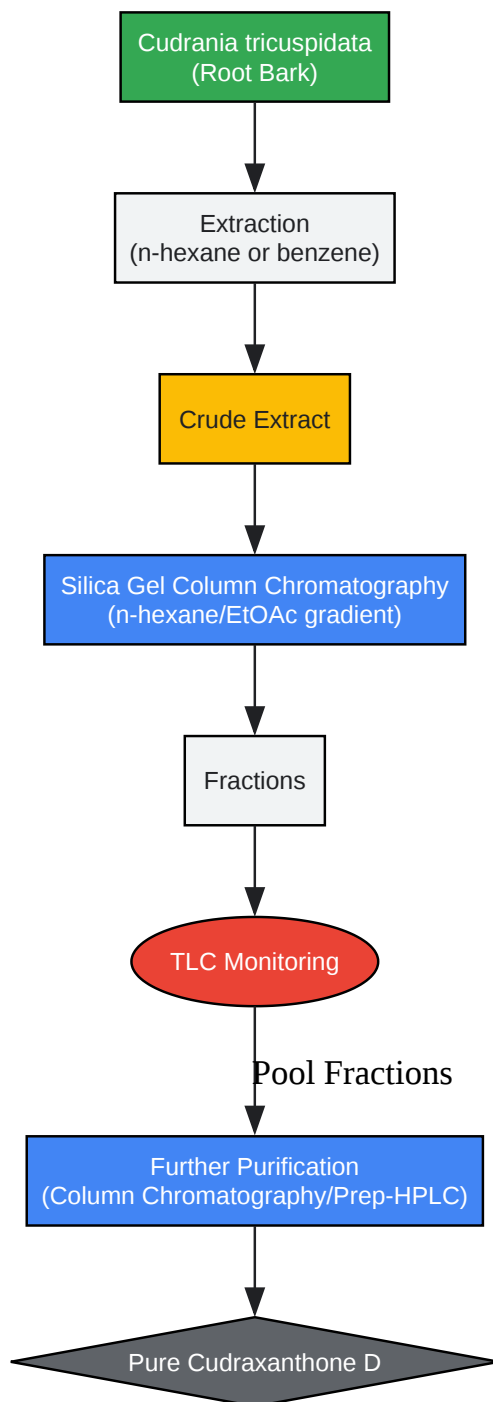 Cudrania tricuspidata
(Root Bark)
Extraction
(n-hexane or benzene)
Crude Extract
Silica Gel Column Chromatography
(n-hexane/EtOAc gradient)
Fractions
TLC Monitoring
Pool Fractions
Further Purification
(Column Chromatography/Prep-HPLC)
Pure Cudraxanthone D